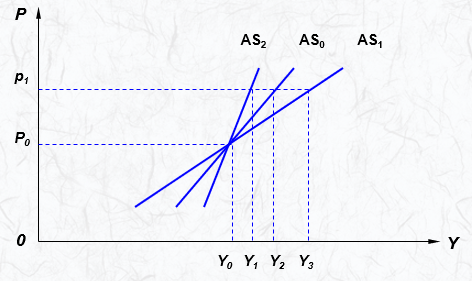 P
AS₂ AS₀ AS₁
p₁
P₀
0 Y
Y₀ Y₁ Y₂ Y₃